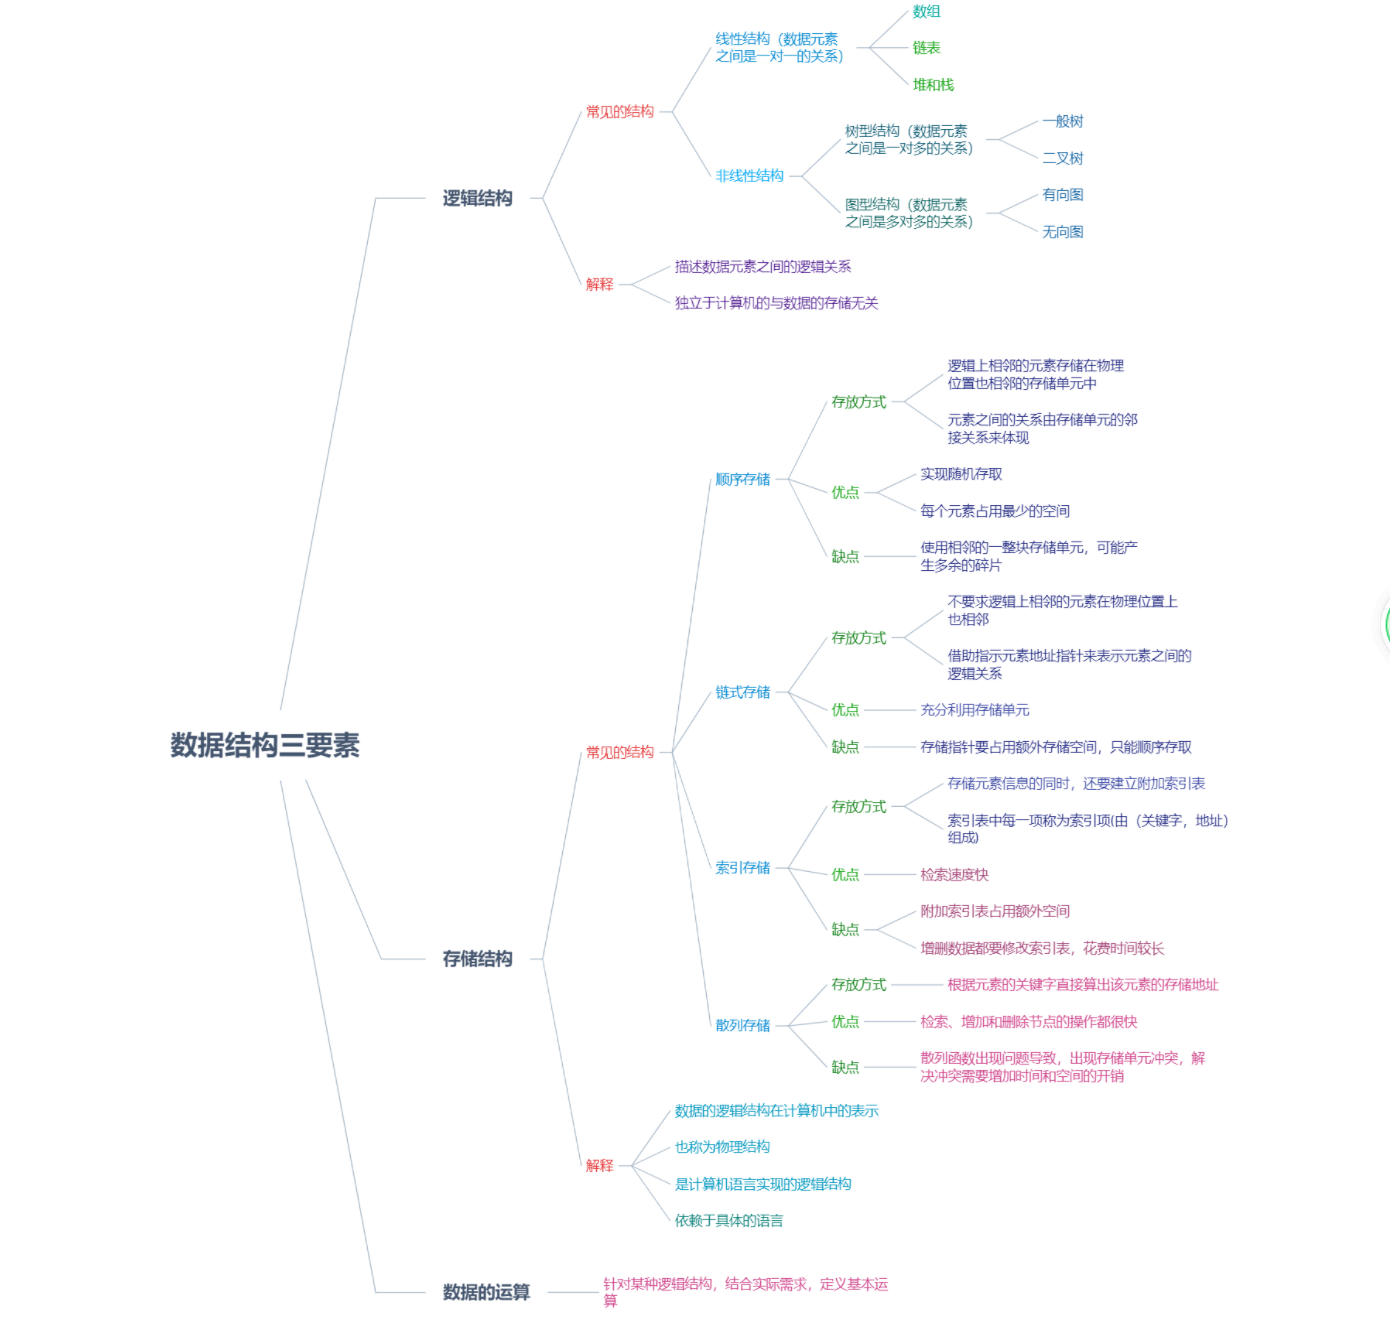 数据结构三要素
逻辑结构
常见的结构
线性结构（数据元素
之间是一对一的关系）
数组
链表
堆和栈
非线性结构
树型结构（数据元素
之间是一对多的关系）
一般树
二叉树
图型结构（数据元素
之间是多对多的关系）
有向图
无向图
解释
描述数据元素之间的逻辑关系
独立于计算机的与数据的存储无关
存储结构
常见的结构
顺序存储
存放方式
逻辑上相邻的元素存储在物理
位置也相邻的存储单元中
元素之间的关系由存储单元的邻
接关系来体现
优点
实现随机存取
每个元素占用最少的空间
缺点
使用相邻的一整块存储单元，可能产
生多余的碎片
链式存储
存放方式
不要求逻辑上相邻的元素在物理位置上
也相邻
借助指示元素地址指针来表示元素之间的
逻辑关系
优点
充分利用存储单元
缺点
存储指针要占用额外存储空间，只能顺序存取
索引存储
存放方式
存储元素信息的同时，还要建立附加索引表
索引表中每一项称为索引项(由（关键字，地址）
组成)
优点
检索速度快
缺点
附加索引表占用额外空间
增删数据都要修改索引表，花费时间较长
散列存储
存放方式
根据元素的关键字直接算出该元素的存储地址
优点
检索、增加和删除节点的操作都很快
缺点
散列函数出现问题导致，出现存储单元冲突，解
决冲突需要增加时间和空间的开销
解释
数据的逻辑结构在计算机中的表示
也称为物理结构
是计算机语言实现的逻辑结构
依赖于具体的语言
数据的运算
针对某种逻辑结构，结合实际需求，定义基本运
算